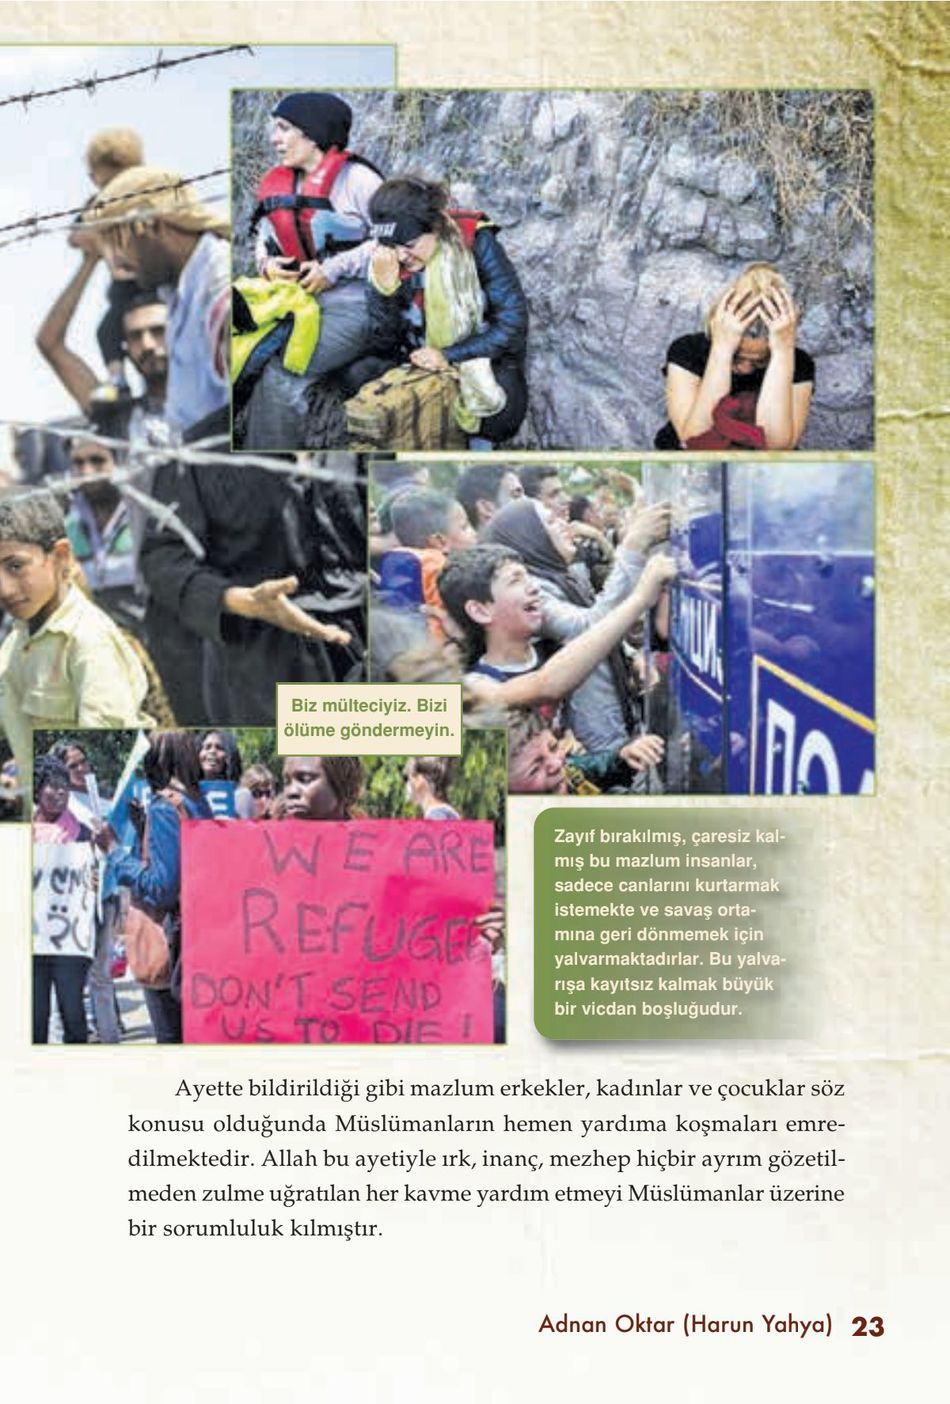 Biz mülteciyiz. Bizi
ölüme göndermeyin.
WE ARE
REFUGEE
DON'T SEND
US TO DIE !
Zayıf bırakılmış, çaresiz kal-
mış bu mazlum insanlar,
sadece canlarını kurtarmak
istemekte ve savaş orta-
mına geri dönmemek için
yalvarmaktadırlar. Bu yalva-
rışa kayıtsız kalmak büyük
bir vicdan boşluğudur.
Ayette bildirildiği gibi mazlum erkekler, kadınlar ve çocuklar söz
konusu olduğunda Müslümanların hemen yardıma koşmaları emre-
dilmektedir. Allah bu ayetiyle ırk, inanç, mezhep hiçbir ayrım gözetil-
meden zulme uğratılan her kavme yardım etmeyi Müslümanlar üzerine
bir sorumluluk kılmıştır.
Adnan Oktar (Harun Yahya) 23